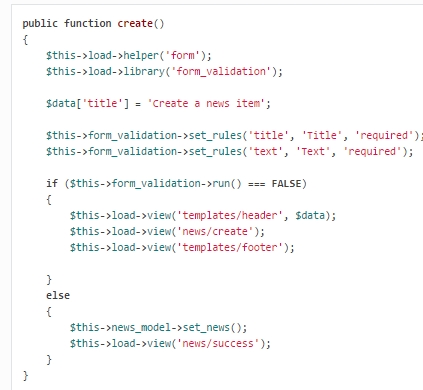 public function create()
{
    $this->load->helper('form');
    $this->load->library('form_validation');

    $data['title'] = 'Create a news item';

    $this->form_validation->set_rules('title', 'Title', 'required');
    $this->form_validation->set_rules('text', 'Text', 'required');

    if ($this->form_validation->run() === FALSE)
    {
        $this->load->view('templates/header', $data);
        $this->load->view('news/create');
        $this->load->view('templates/footer');

    }
    else
    {
        $this->news_model->set_news();
        $this->load->view('news/success');
    }
}